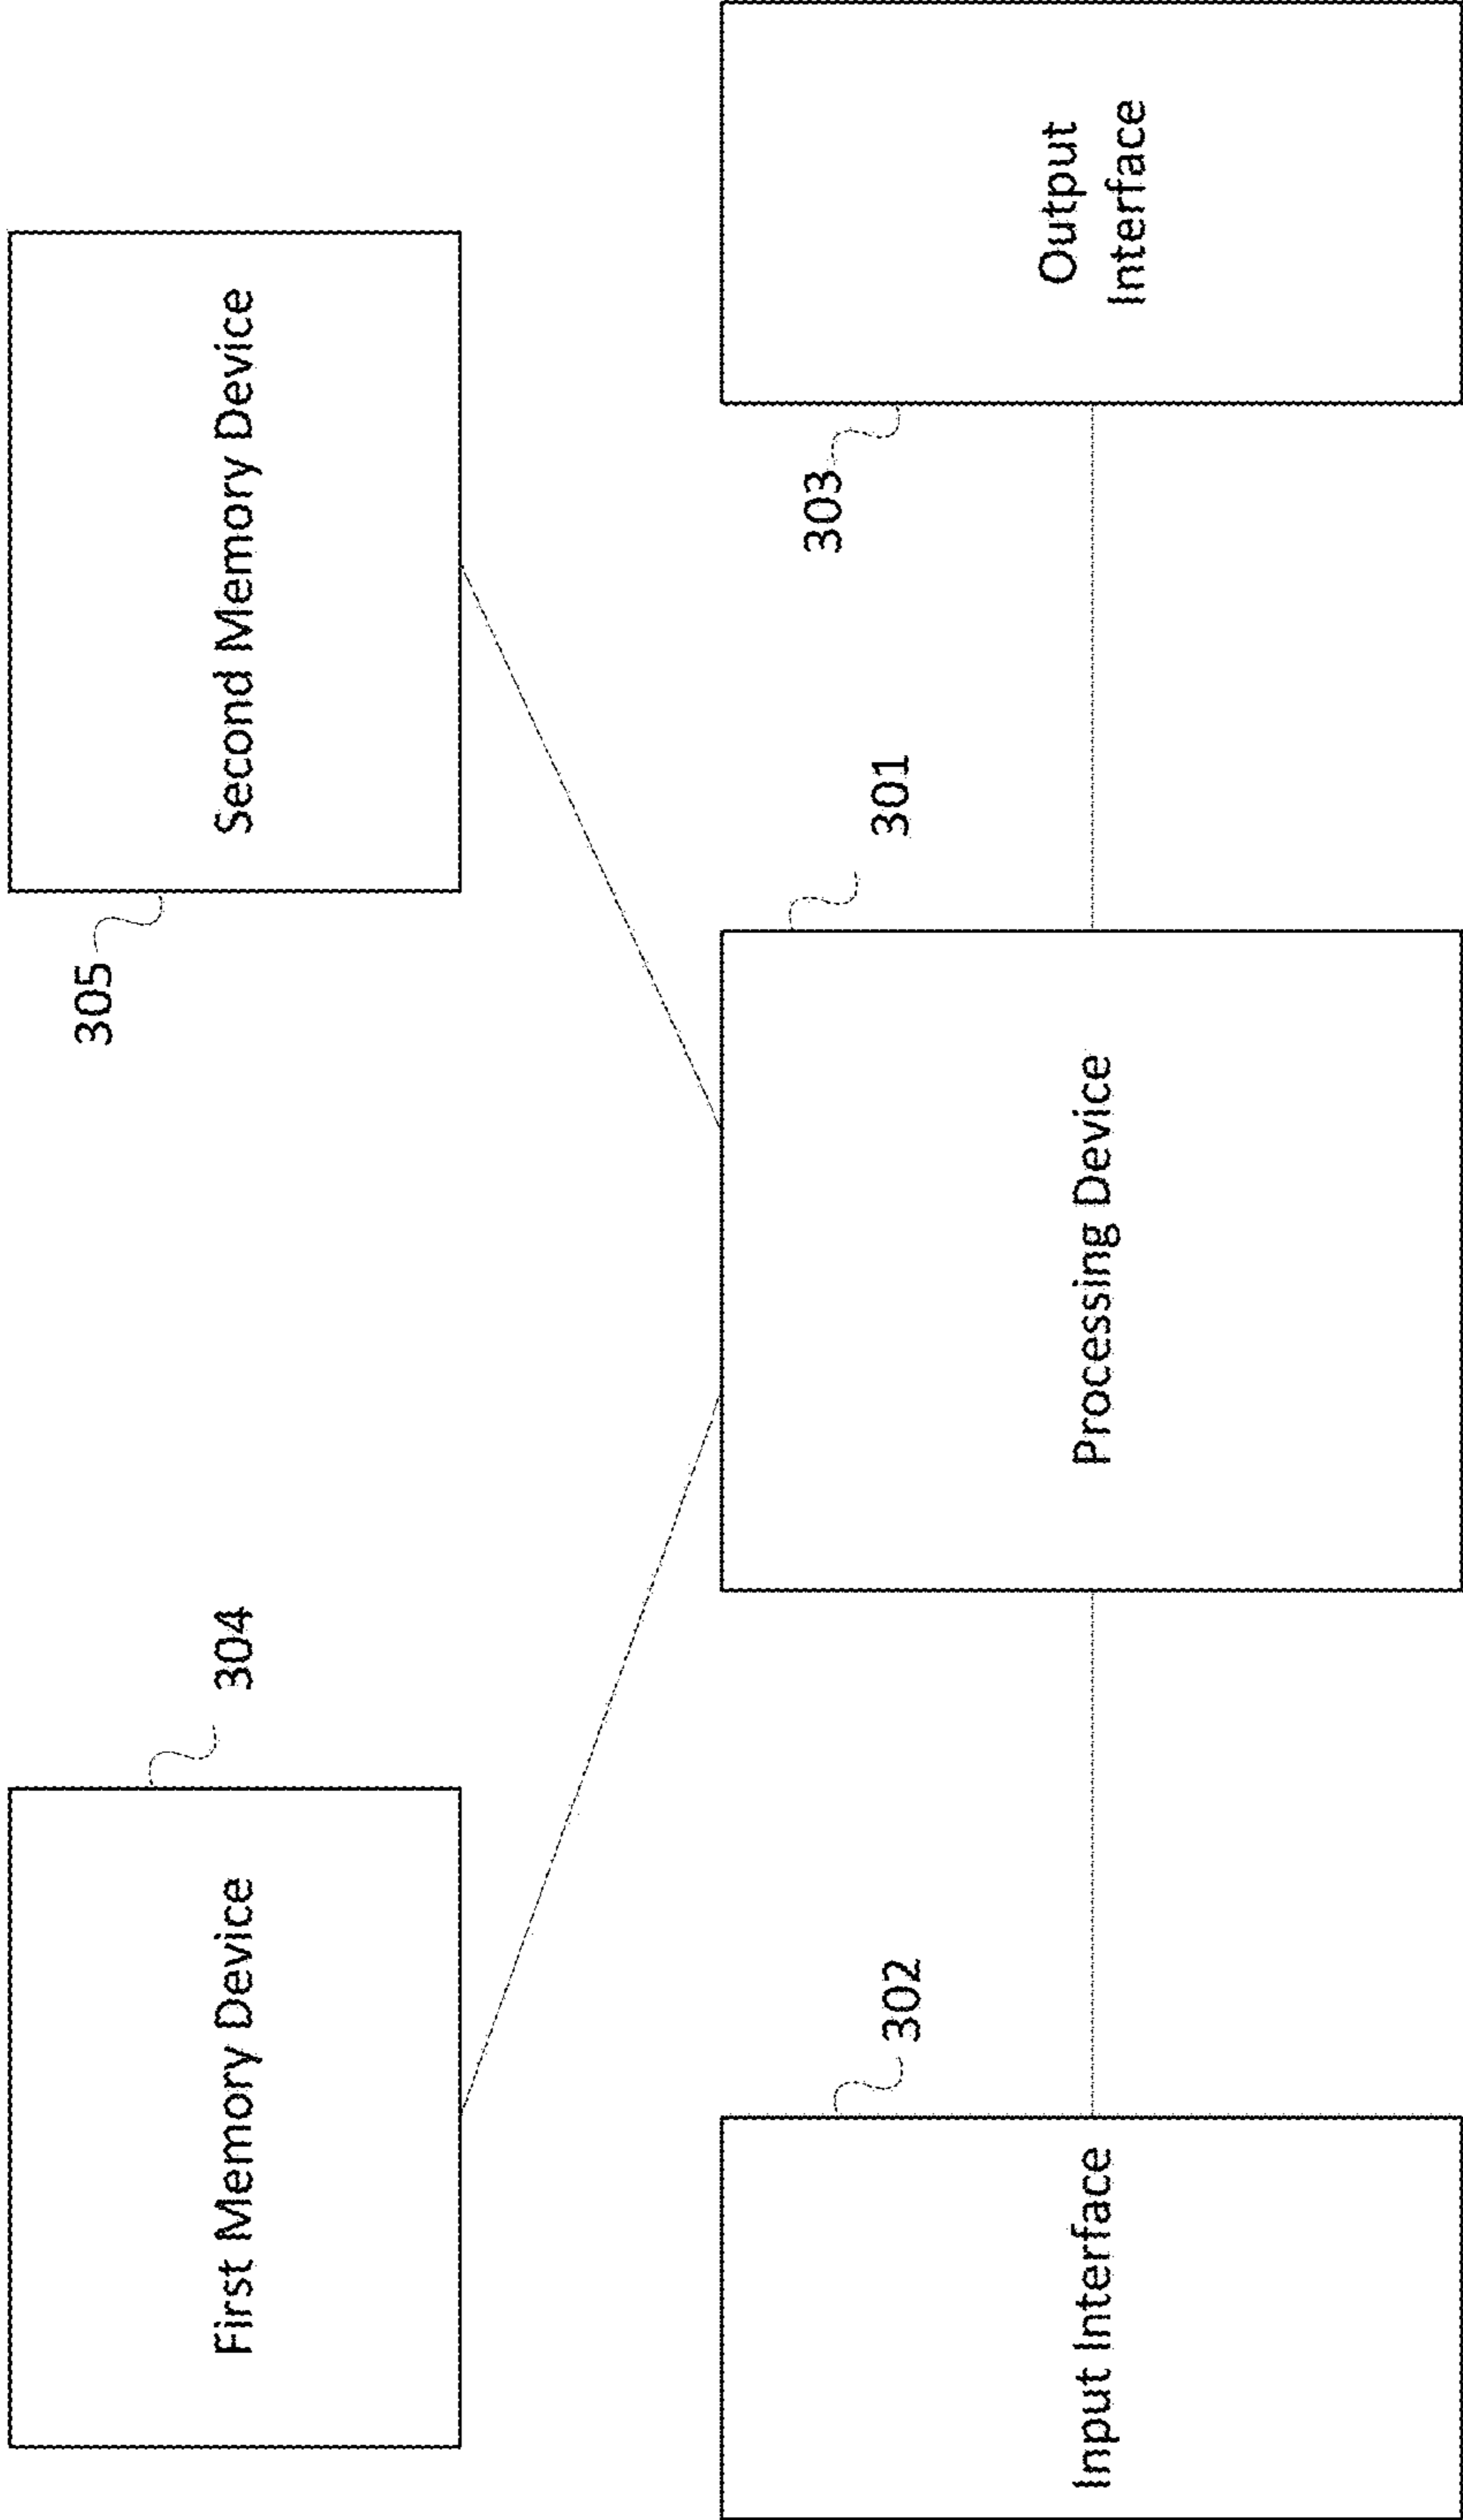 First Memory Device
304
305
Second Memory Device
Input Interface
302
Processing Device
301
303
Output
Interface